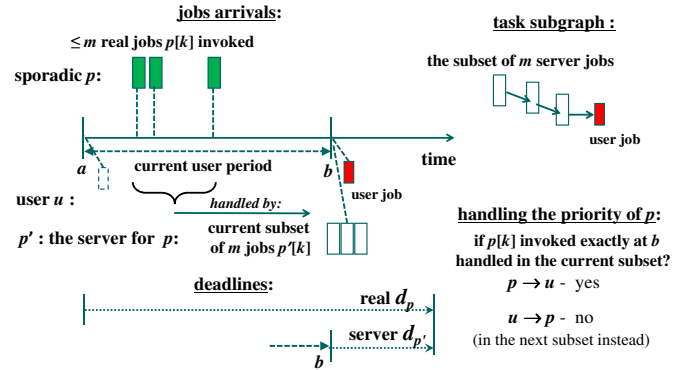 jobs arrivals:
≤ m real jobs p[k] invoked
sporadic p:
a
current user period
b
time
user job
user u :
handled by:
p′ : the server for p:
current subset
of m jobs p'[k]
deadlines:
real dp
server dp'
b
task subgraph :
the subset of m server jobs
user job
handling the priority of p:
if p[k] invoked exactly at b
handled in the current subset?
p → u - yes
u → p - no
(in the next subset instead)